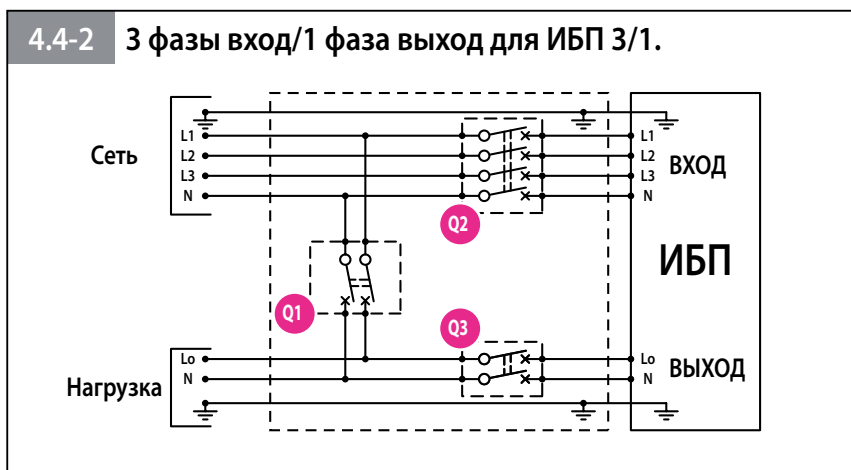 4.4-2 3 фазы вход/1 фаза выход для ИБП 3/1.
Сеть
L1
L2
L3
N
L1
L2
L3
N
ВХОД
Q2
ИБП
Q1
Q3
Нагрузка
Lo
N
Lo
N
ВЫХОД